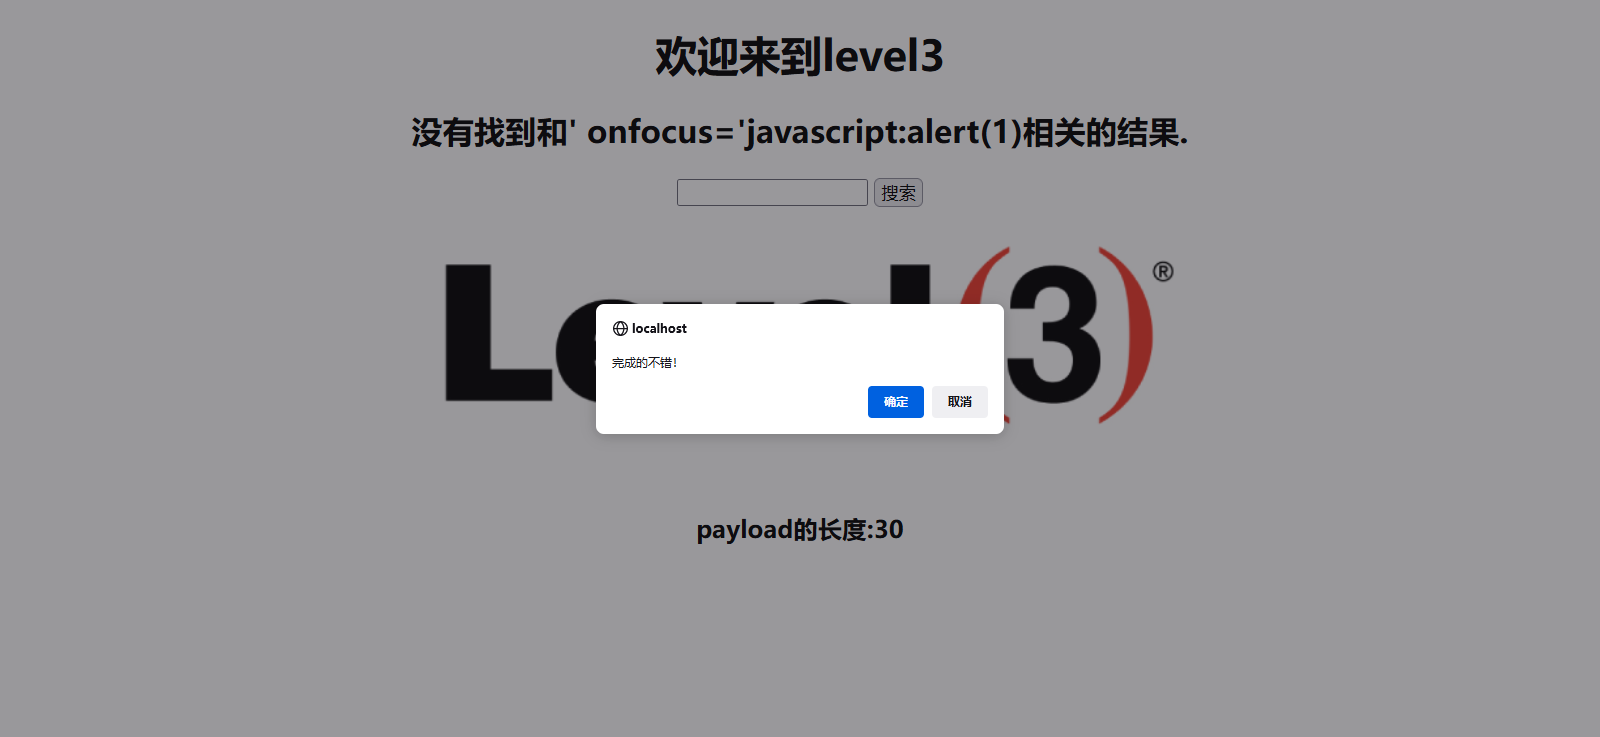 欢迎来到level3
没有找到和' onfocus='javascript:alert(1)相关的结果.
搜索
Level(3)®
localhost
完成的不错！
确定 取消
payload的长度:30